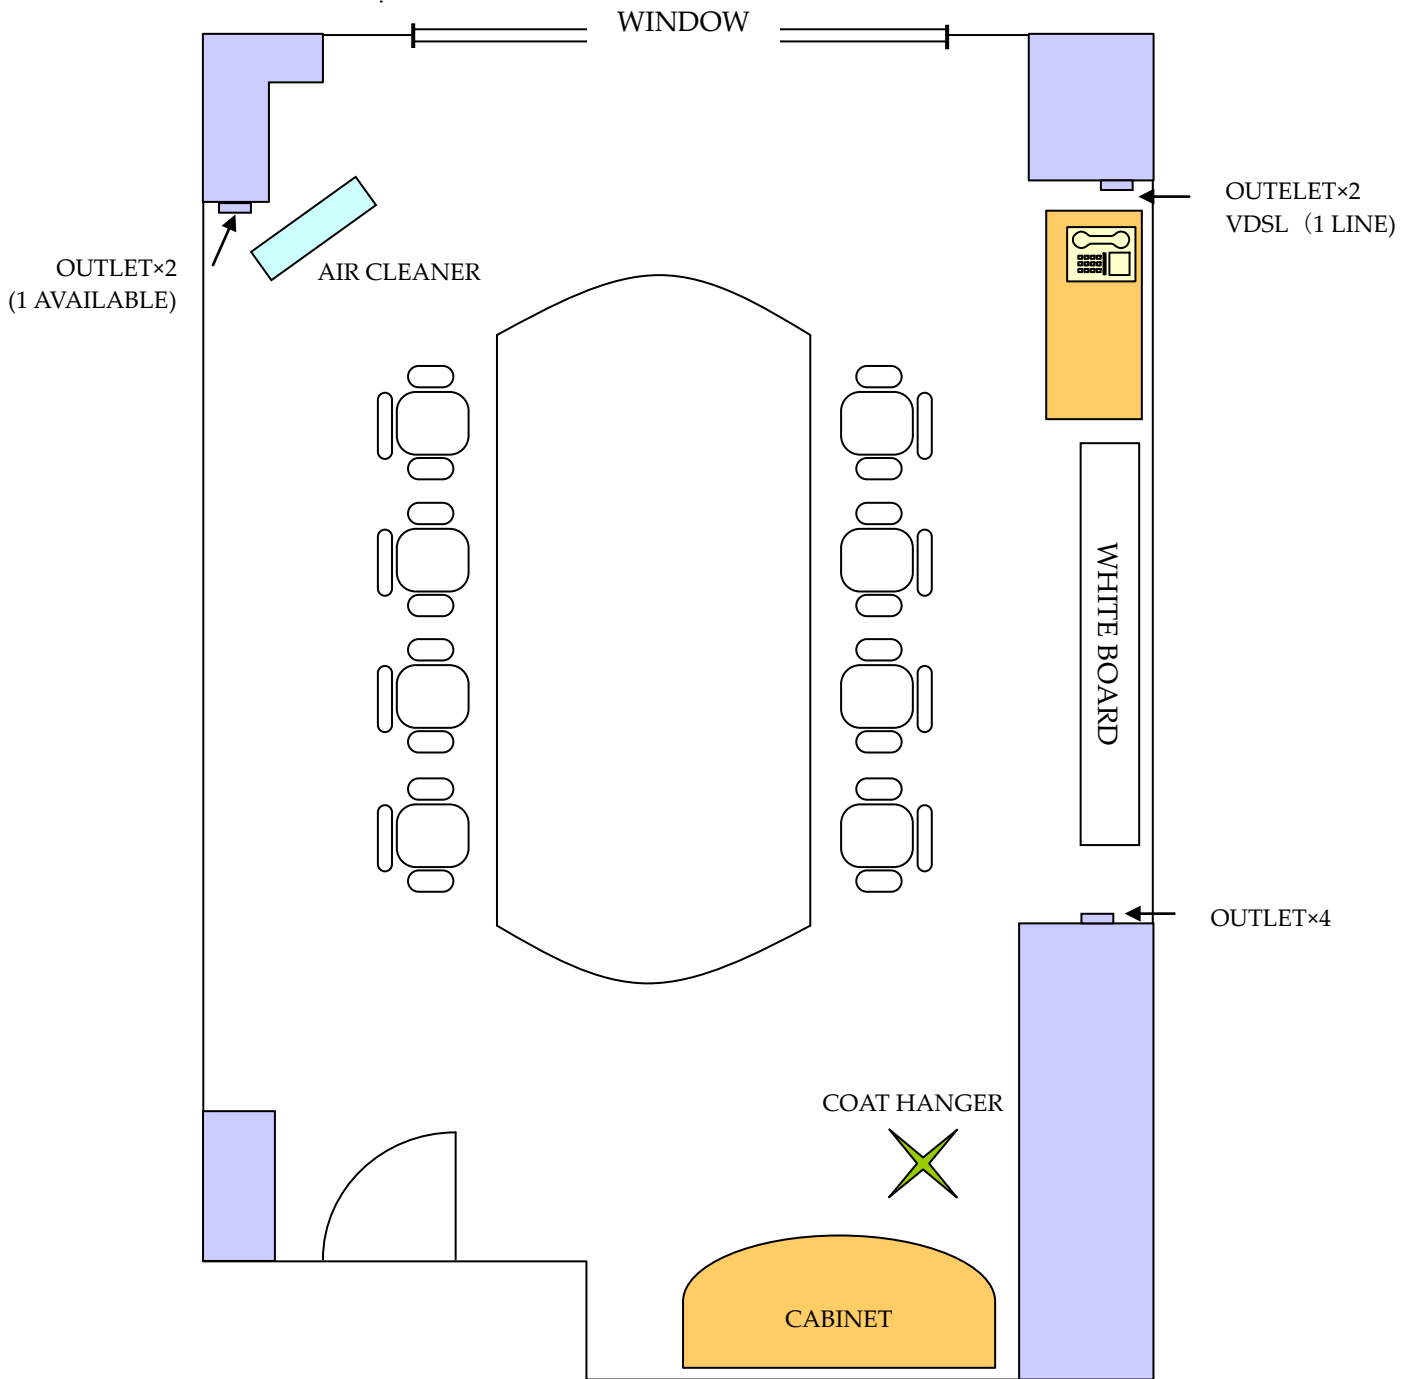 WINDOW
OUTELET×2
VDSL（1 LINE)
OUTLET×2
(1 AVAILABLE)
AIR CLEANER
WHITE BOARD
OUTLET×4
COAT HANGER
CABINET